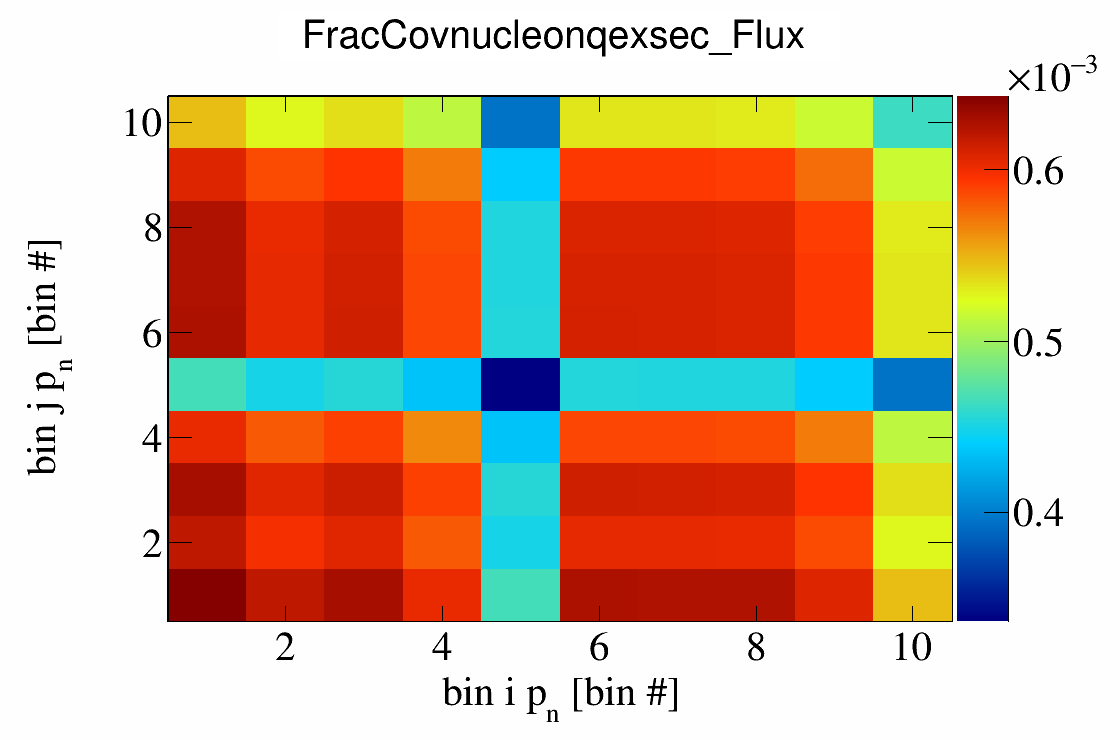 FracCovnucleonqexsec_Flux
×10⁻³
10
8
6
4
2
0.6
0.5
0.4
2 4 6 8 10
bin i pₙ [bin #]
bin j pₙ [bin #]